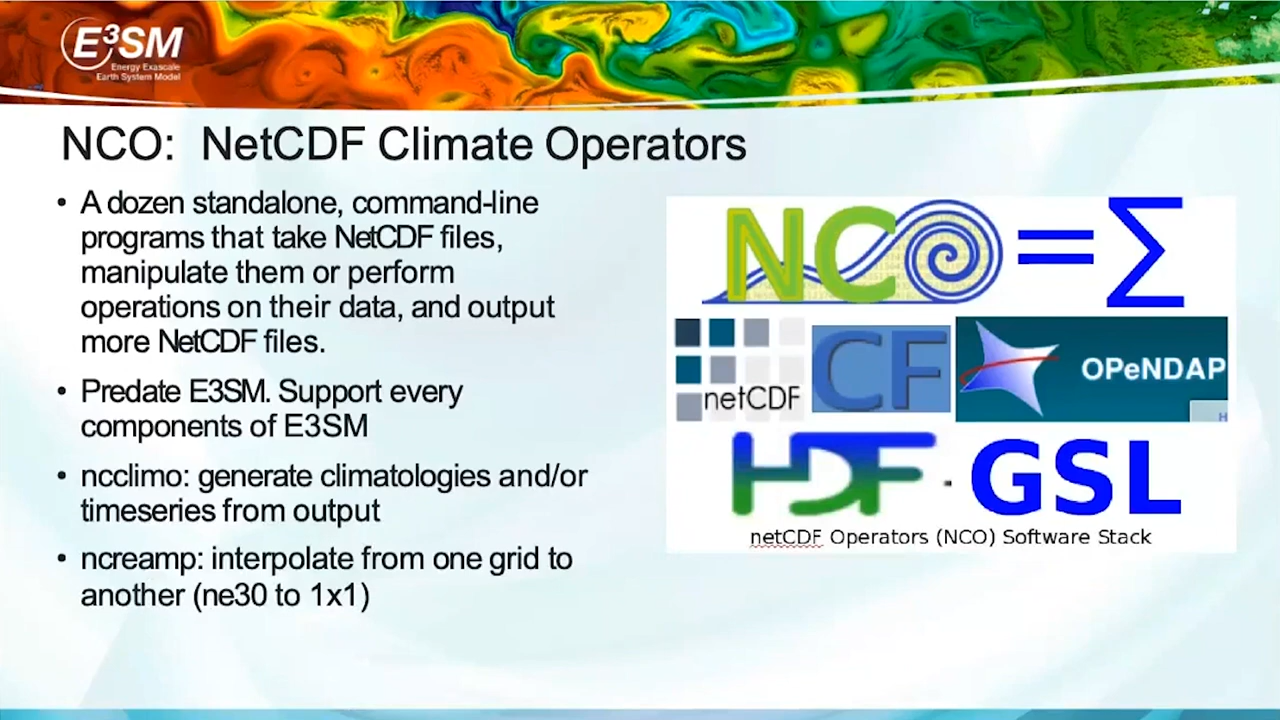 E³SM
Energy Exascale
Earth System Model
NCO: NetCDF Climate Operators
• A dozen standalone, command-line
programs that take NetCDF files,
manipulate them or perform
operations on their data, and output
more NetCDF files.
• Predate E3SM. Support every
components of E3SM
• ncclimo: generate climatologies and/or
timeseries from output
• ncreamp: interpolate from one grid to
another (ne30 to 1x1)
NCO = Σ
netCDF
CF
OPeNDAP
H
HDF · GSL
netCDF Operators (NCO) Software Stack